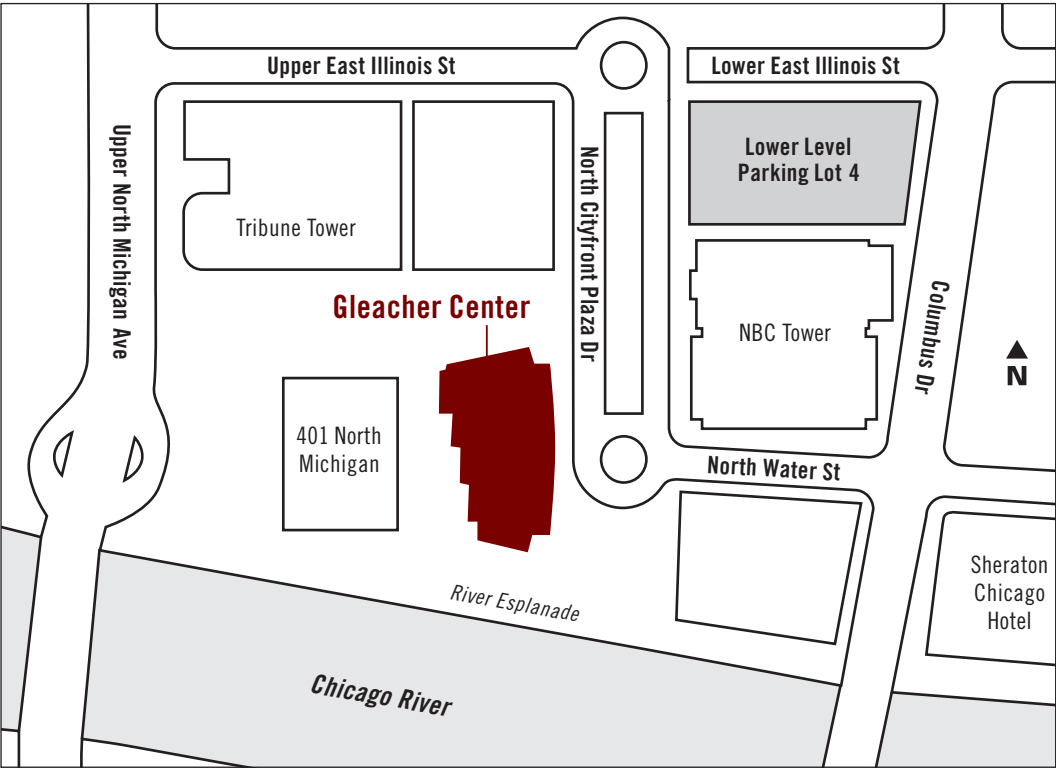 Upper East Illinois St
Lower East Illinois St
Upper North Michigan Ave
Lower Level
Parking Lot 4
North Cityfront Plaza Dr
Tribune Tower
Gleacher Center
NBC Tower
Columbus Dr
N
401 North
Michigan
North Water St
River Esplanade
Sheraton
Chicago
Hotel
Chicago River